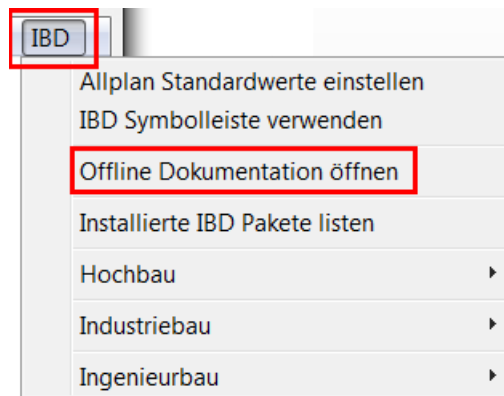 IBD
Allplan Standardwerte einstellen
IBD Symbolleiste verwenden
Offline Dokumentation öffnen
Installierte IBD Pakete listen
Hochbau
Industriebau
Ingenieurbau